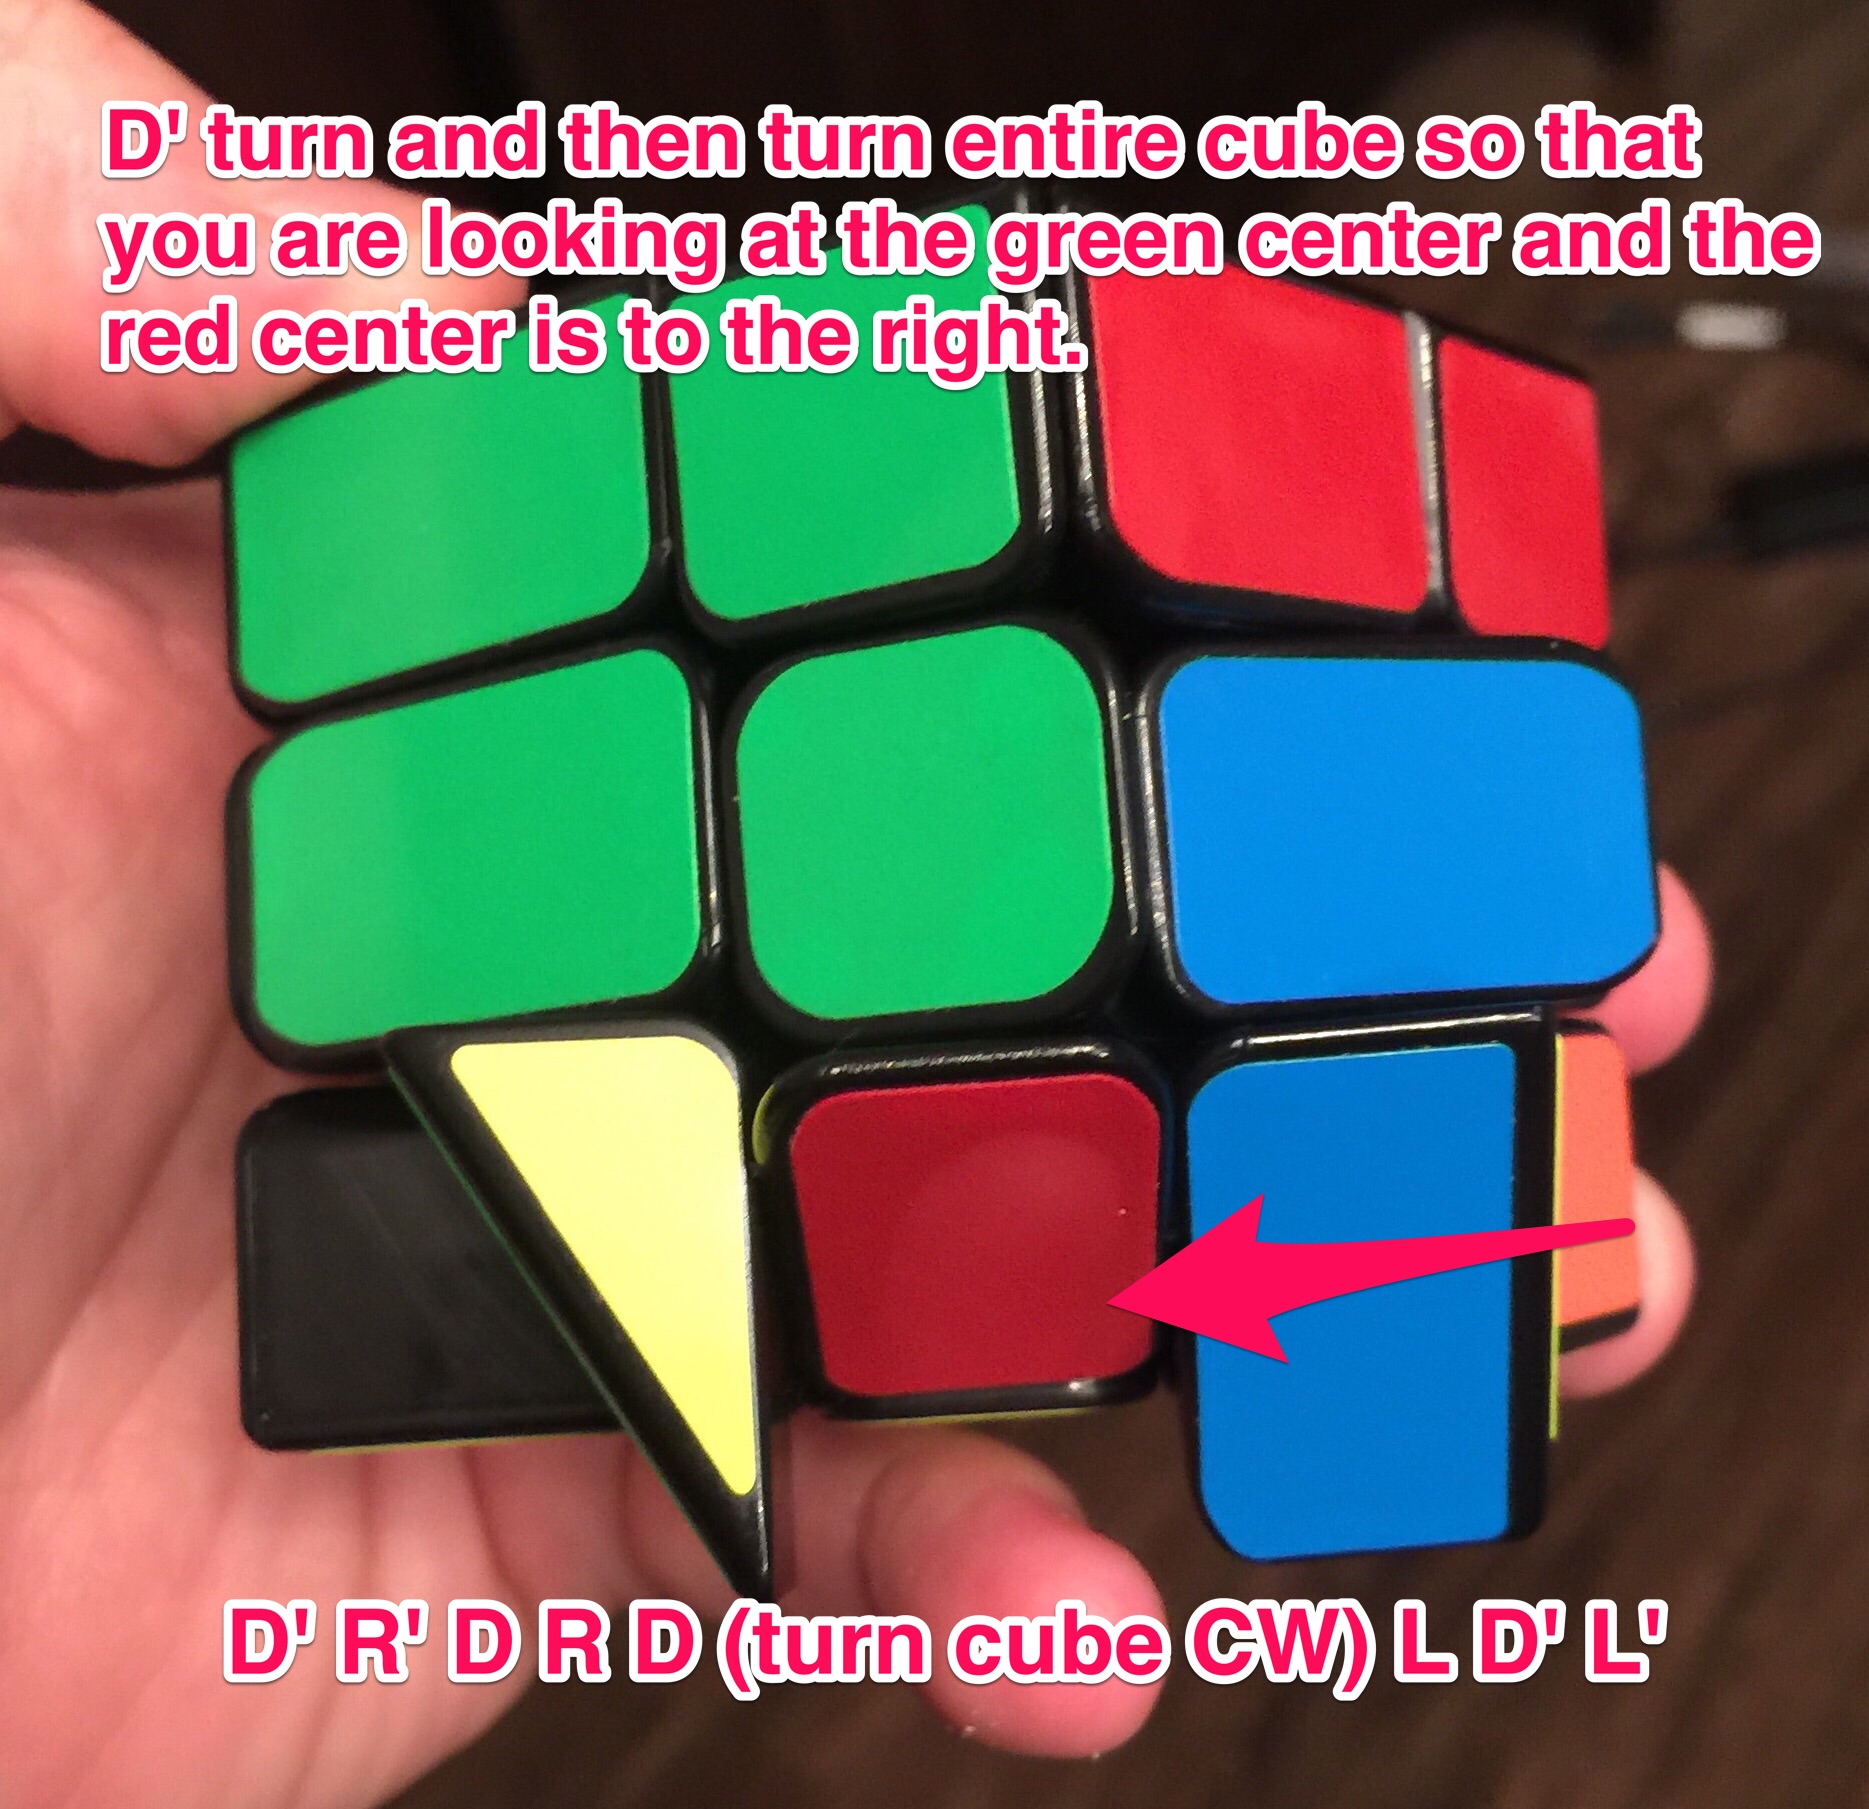 D' turn and then turn entire cube so that
you are looking at the green center and the
red center is to the right.
D' R' D R D (turn cube CW) L D' L'